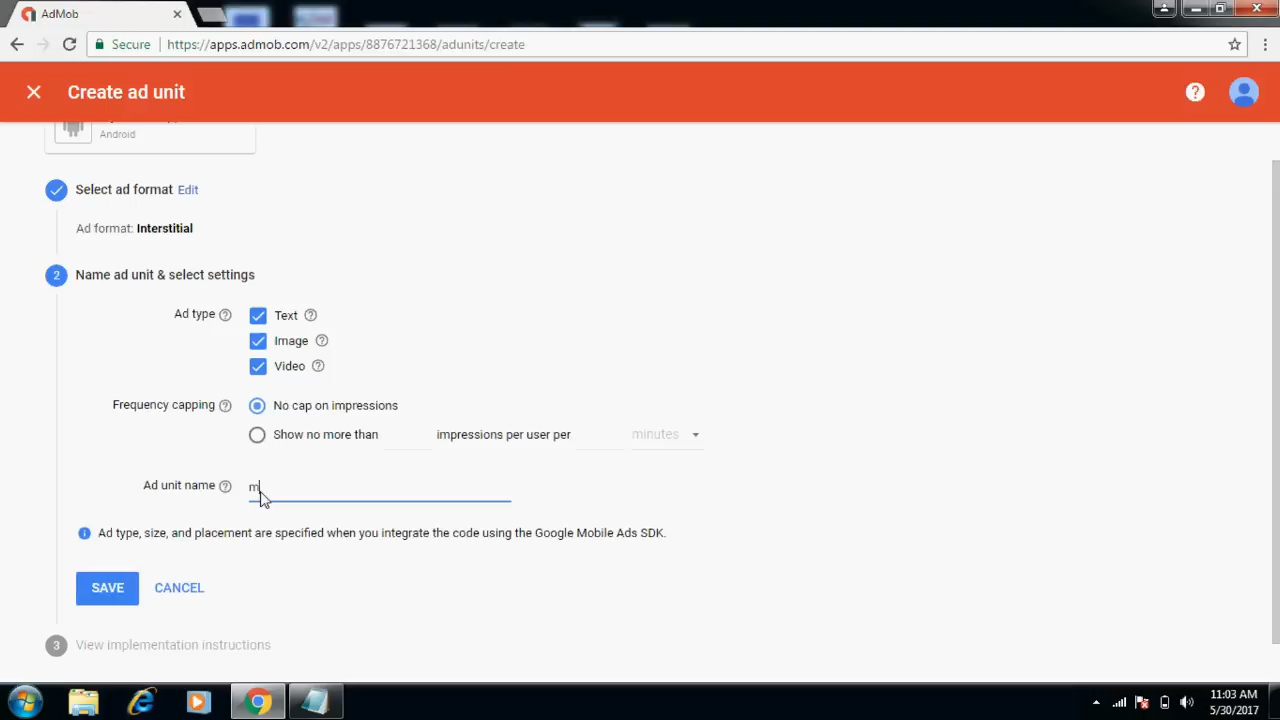 AdMob
Secure https://apps.admob.com/v2/apps/8876721368/adunits/create
Create ad unit
Android
Select ad format Edit
Ad format: Interstitial
2 Name ad unit & select settings
Ad type Text
Image
Video
Frequency capping No cap on impressions
Show no more than impressions per user per minutes
Ad unit name m
Ad type, size, and placement are specified when you integrate the code using the Google Mobile Ads SDK.
SAVE CANCEL
3 View implementation instructions
11:03 AM
5/30/2017